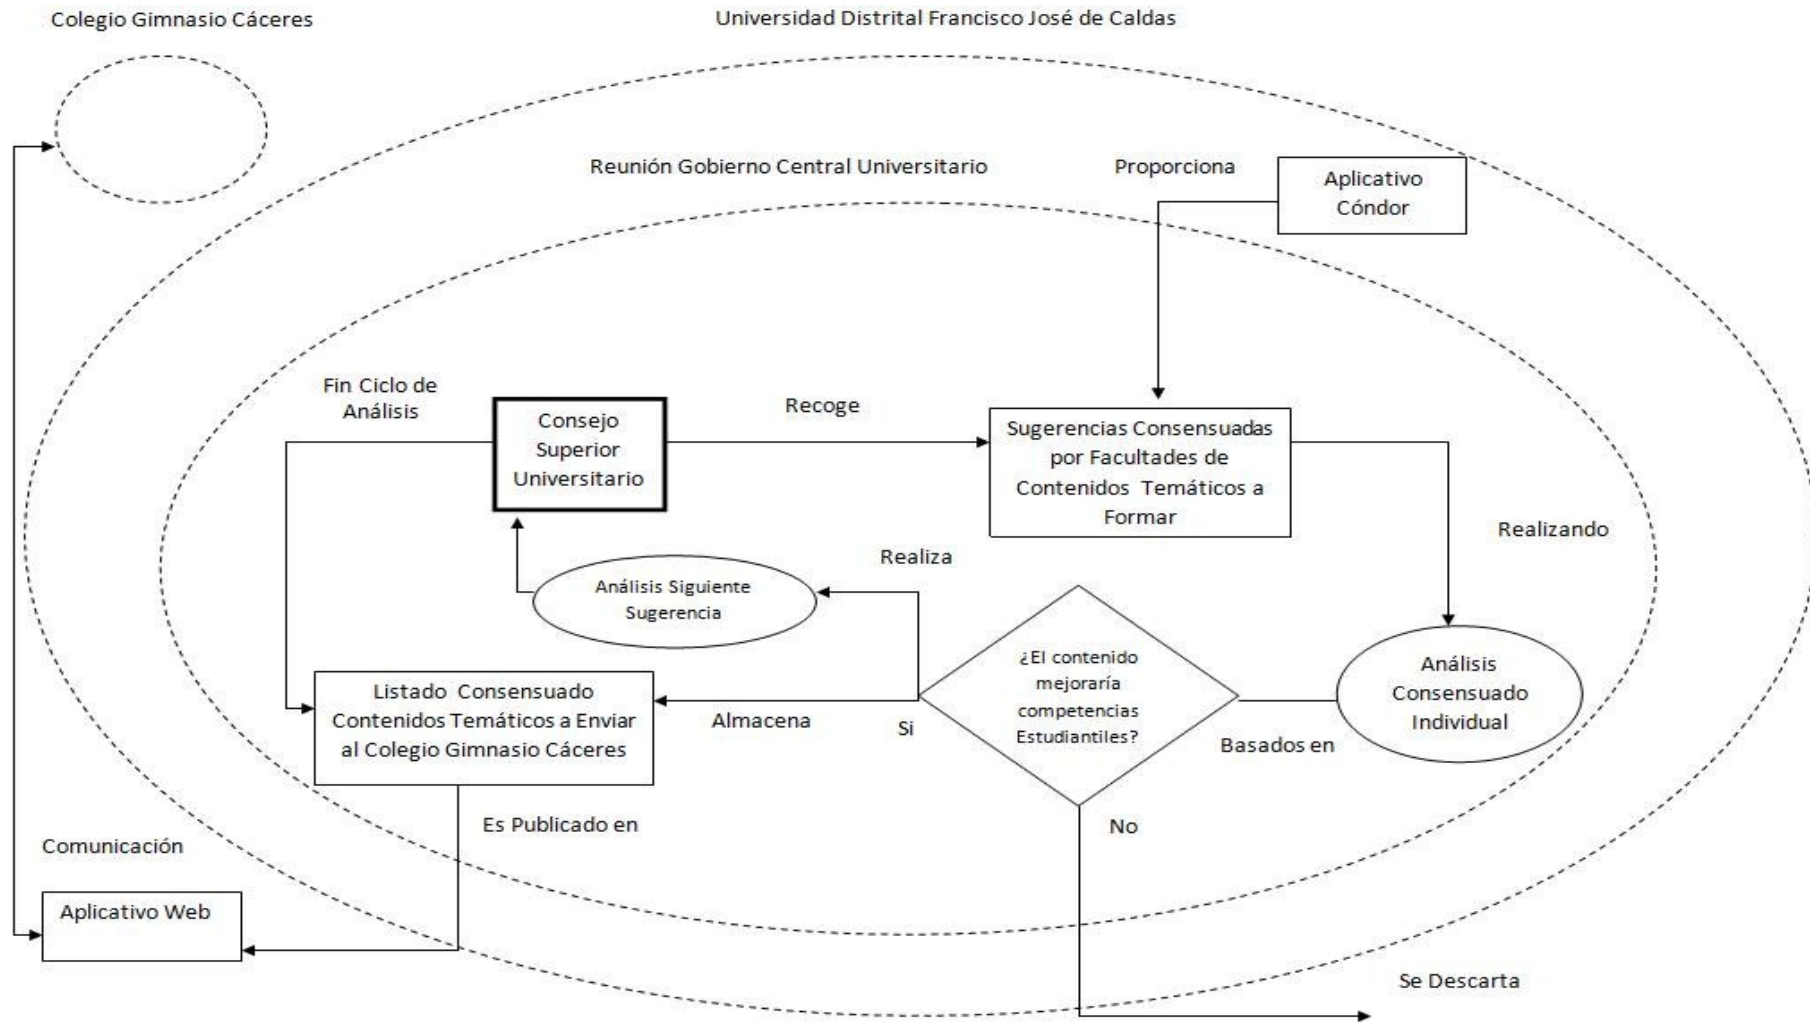 Colegio Gimnasio Cáceres
Universidad Distrital Francisco José de Caldas
Reunión Gobierno Central Universitario
Proporciona
Aplicativo
Cóndor
Fin Ciclo de
Análisis
Consejo
Superior
Universitario
Recoge
Sugerencias Consensuadas
por Facultades de
Contenidos Temáticos a
Formar
Realizando
Realiza
Análisis Siguiente
Sugerencia
¿El contenido
mejoraría
competencias
Estudiantiles?
Análisis
Consensuado
Individual
Listado Consensuado
Contenidos Temáticos a Enviar
al Colegio Gimnasio Cáceres
Almacena
Si
Basados en
Es Publicado en
No
Comunicación
Aplicativo Web
Se Descarta